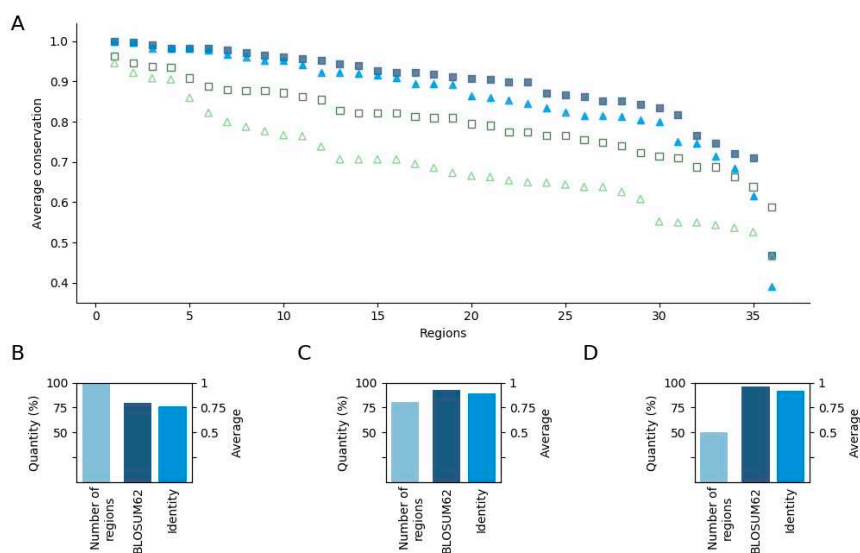 A
1.0
0.9
0.8
0.7
0.6
0.5
0.4
Average conservation
0
5
10
15
20
25
30
35
Regions
B
100
75
50
Quantity (%)
1
0.75
0.5
Average
Number of
regions
BLOSUM62
Identity
C
100
75
50
Quantity (%)
1
0.75
0.5
Average
Number of
regions
BLOSUM62
Identity
D
100
75
50
Quantity (%)
1
0.75
0.5
Average
Number of
regions
BLOSUM62
Identity